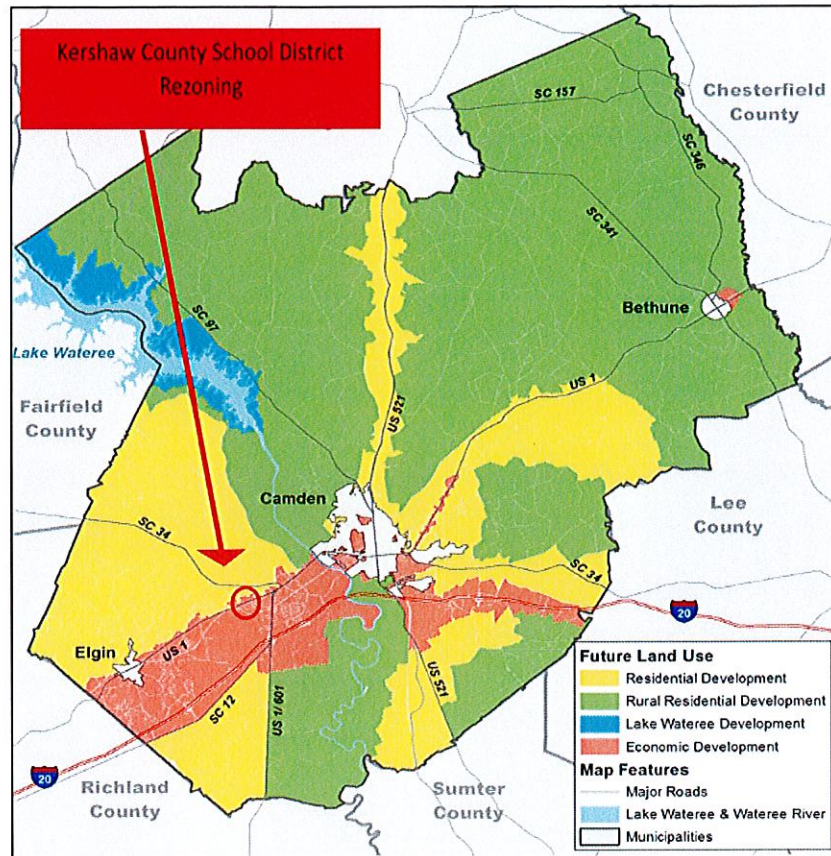 Kershaw County School District
Rezoning
SC 157
Chesterfield
County
SC 346
SC 341
Bethune
SC 97
Lake Wateree
US 1
Fairfield
County
US 521
Camden
Lee
County
SC 34
SC 34
20
Elgin
US 1
US 521
SC 12
US 1/ 601
20
Richland
County
Sumter
County
Future Land Use
Residential Development
Rural Residential Development
Lake Wateree Development
Economic Development
Map Features
Major Roads
Lake Wateree & Wateree River
Municipalities